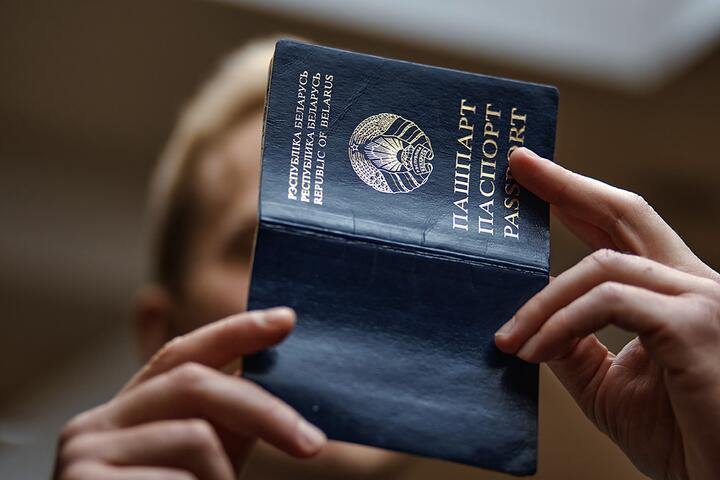 РЭСПУБЛІКА БЕЛАРУСЬ
РЕСПУБЛИКА БЕЛАРУСЬ
REPUBLIC OF BELARUS
ПАШПАРТ
ПАСПОРТ
PASSPORT